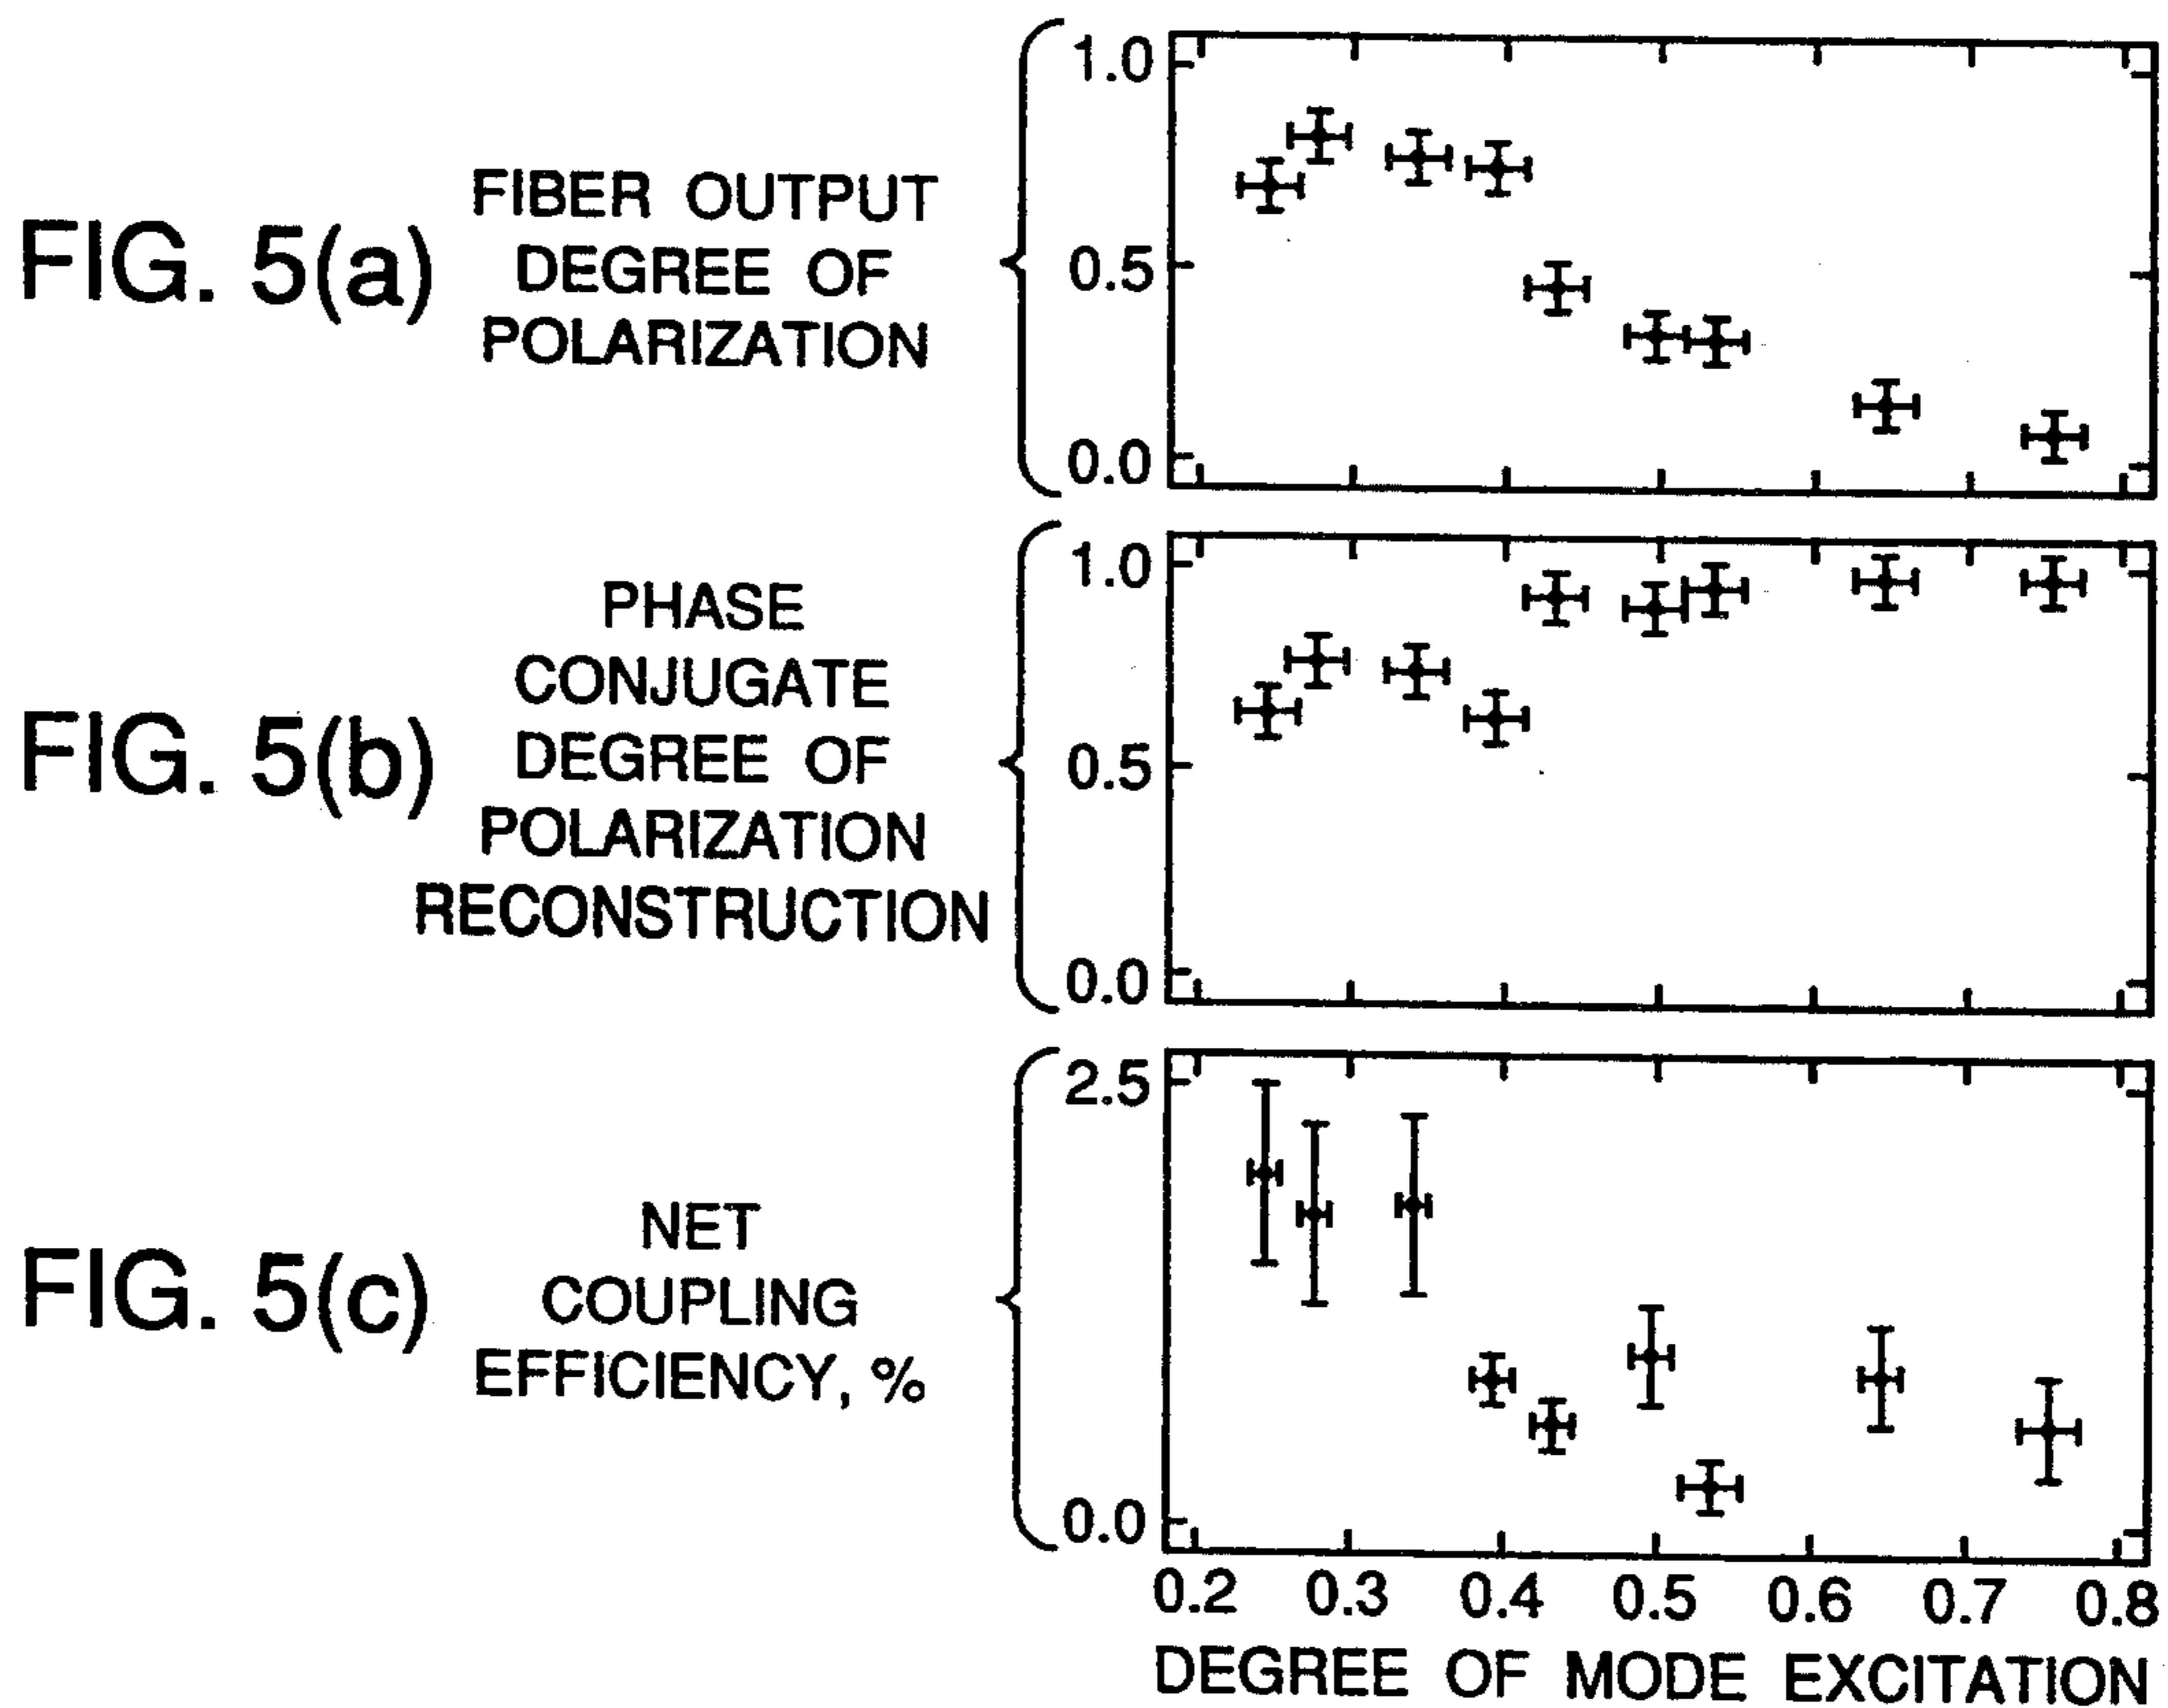 FIG. 5(a)
FIBER OUTPUT
DEGREE OF
POLARIZATION
1.0
0.5
0.0
FIG. 5(b)
PHASE
CONJUGATE
DEGREE OF
POLARIZATION
RECONSTRUCTION
1.0
0.5
0.0
FIG. 5(c)
NET
COUPLING
EFFICIENCY, %
2.5
0.0
0.2 0.3 0.4 0.5 0.6 0.7 0.8
DEGREE OF MODE EXCITATION